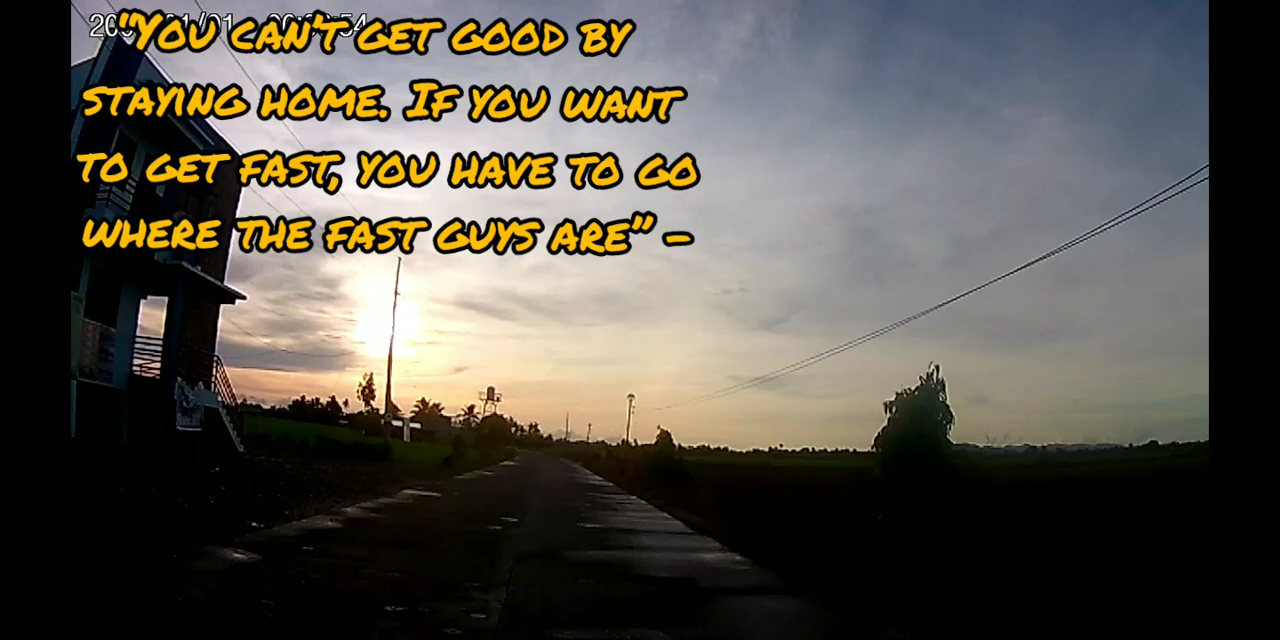 “You can't get good by
staying home. If you want
to get fast, you have to go
where the fast guys are” –